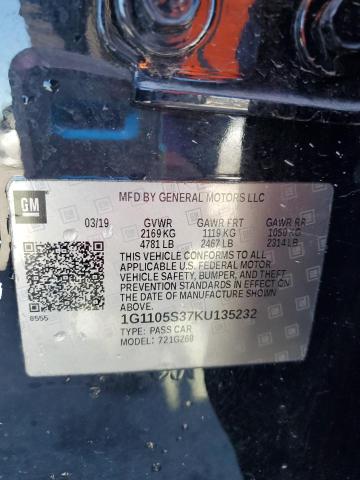 GM
MFD BY GENERAL MOTORS LLC
03/19 GVWR GAWR FRT GAWR RR
2169 KG 1119 KG 1050 KG
4781 LB 2467 LB 2314 LB
THIS VEHICLE CONFORMS TO ALL
APPLICABLE U.S. FEDERAL MOTOR
VEHICLE SAFETY, BUMPER, AND THEFT
PREVENTION STANDARDS IN EFFECT ON
THE DATE OF MANUFACTURE SHOWN ABOVE.
8555
1G1105S37KU135232
TYPE: PASS CAR
MODEL: 721GZ69